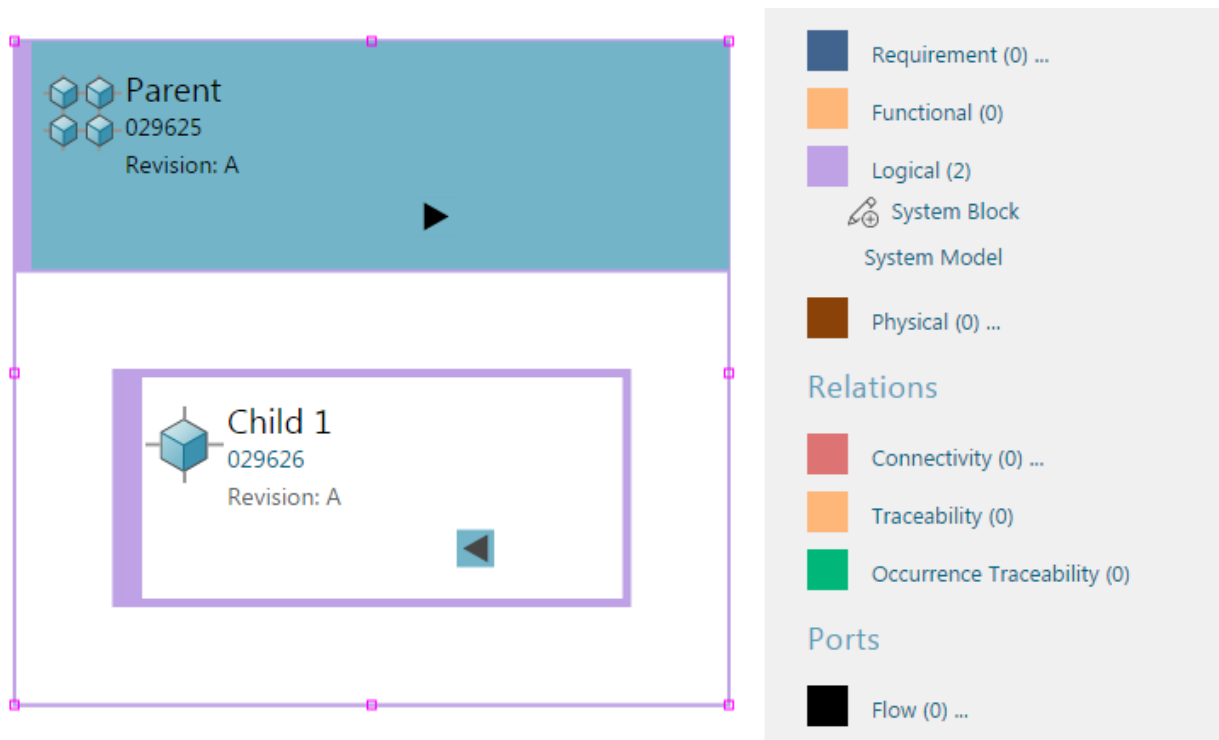 Parent
029625
Revision: A
Child 1
029626
Revision: A
Requirement (0) ...
Functional (0)
Logical (2)
System Block
System Model
Physical (0) ...
Relations
Connectivity (0) ...
Traceability (0)
Occurrence Traceability (0)
Ports
Flow (0) ...